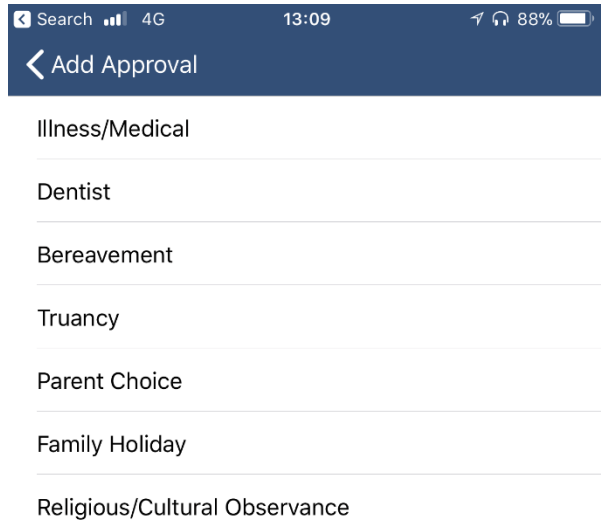 Search 4G 13:09 88%
Add Approval
Illness/Medical
Dentist
Bereavement
Truancy
Parent Choice
Family Holiday
Religious/Cultural Observance